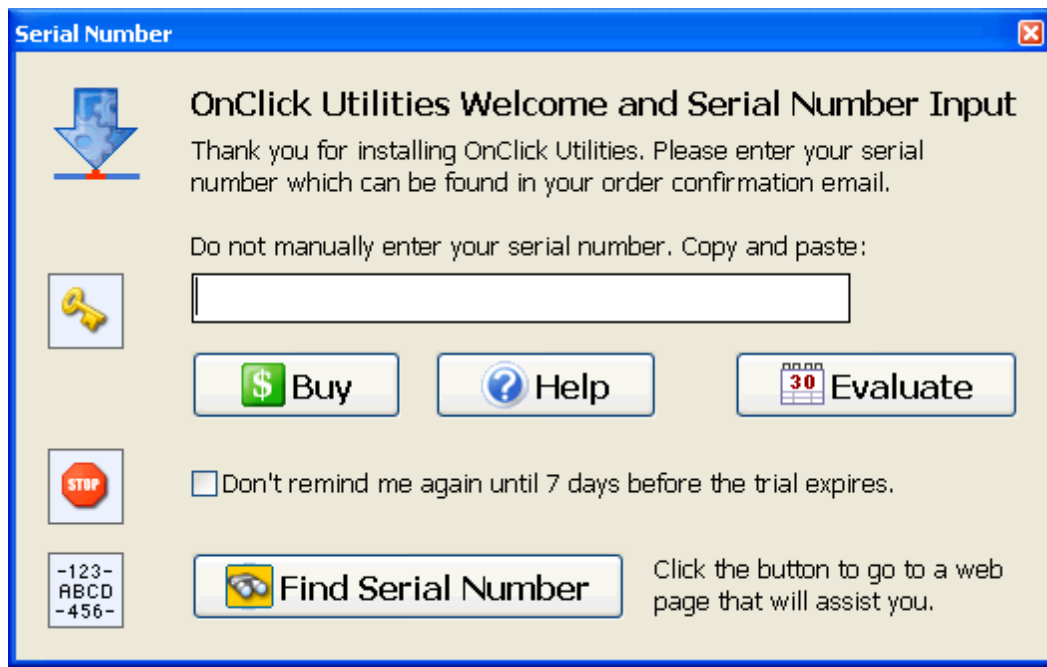 Serial Number
OnClick Utilities Welcome and Serial Number Input
Thank you for installing OnClick Utilities. Please enter your serial
number which can be found in your order confirmation email.
Do not manually enter your serial number. Copy and paste:
$ Buy
? Help
30 Evaluate
STOP
Don't remind me again until 7 days before the trial expires.
-123-
ABCD
-456-
Find Serial Number
Click the button to go to a web
page that will assist you.